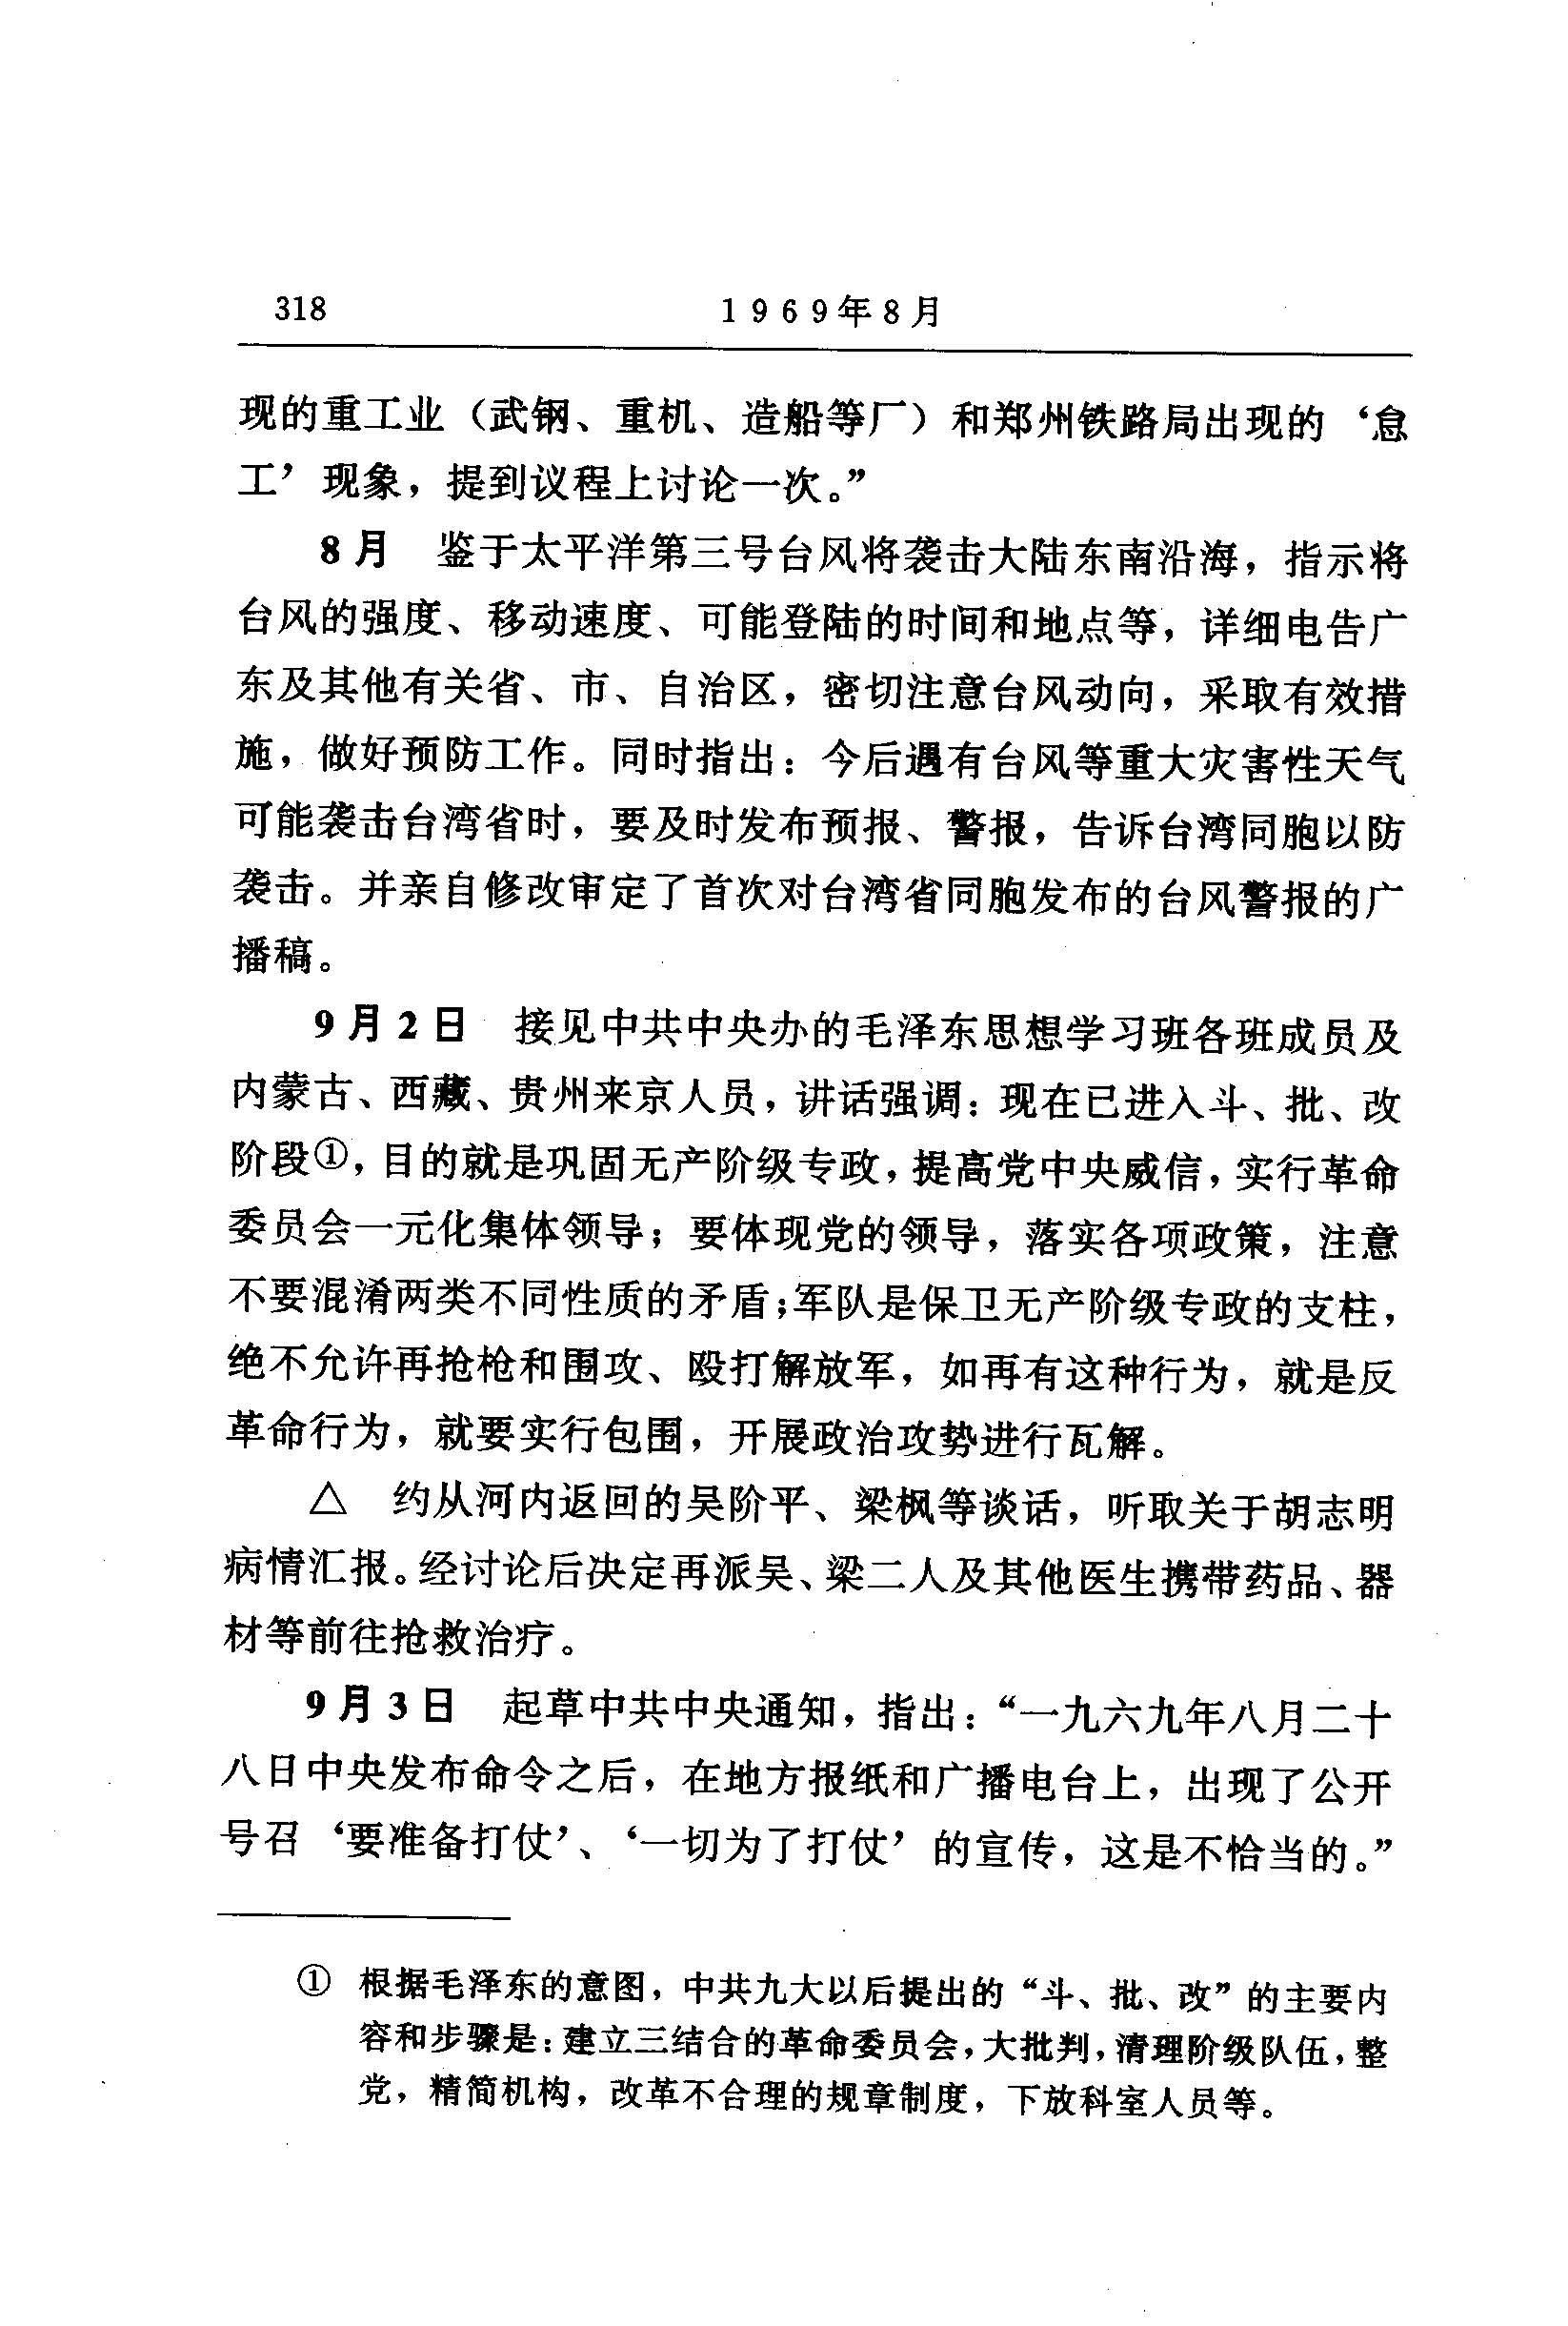 318 1969年8月
现的重工业（武钢、重机、造船等厂）和郑州铁路局出现的‘怠
工’现象，提到议程上讨论一次。”
8月 鉴于太平洋第三号台风将袭击大陆东南沿海，指示将
台风的强度、移动速度、可能登陆的时间和地点等，详细电告广
东及其他有关省、市、自治区，密切注意台风动向，采取有效措
施，做好预防工作。同时指出：今后遇有台风等重大灾害性天气
可能袭击台湾省时，要及时发布预报、警报，告诉台湾同胞以防
袭击。并亲自修改审定了首次对台湾省同胞发布的台风警报的广
播稿。
9月2日 接见中共中央办的毛泽东思想学习班各班成员及
内蒙古、西藏、贵州来京人员，讲话强调：现在已进入斗、批、改
阶段①，目的就是巩固无产阶级专政，提高党中央威信，实行革命
委员会一元化集体领导；要体现党的领导，落实各项政策，注意
不要混淆两类不同性质的矛盾；军队是保卫无产阶级专政的支柱，
绝不允许再抢枪和围攻、殴打解放军，如再有这种行为，就是反
革命行为，就要实行包围，开展政治攻势进行瓦解。
△ 约从河内返回的吴阶平、梁枫等谈话，听取关于胡志明
病情汇报。经讨论后决定再派吴、梁二人及其他医生携带药品、器
材等前往抢救治疗。
9月3日 起草中共中央通知，指出：“一九六九年八月二十
八日中央发布命令之后，在地方报纸和广播电台上，出现了公开
号召‘要准备打仗’、‘一切为了打仗’的宣传，这是不恰当的。”
① 根据毛泽东的意图，中共九大以后提出的“斗、批、改”的主要内
容和步骤是：建立三结合的革命委员会，大批判，清理阶级队伍，整
党，精简机构，改革不合理的规章制度，下放科室人员等。